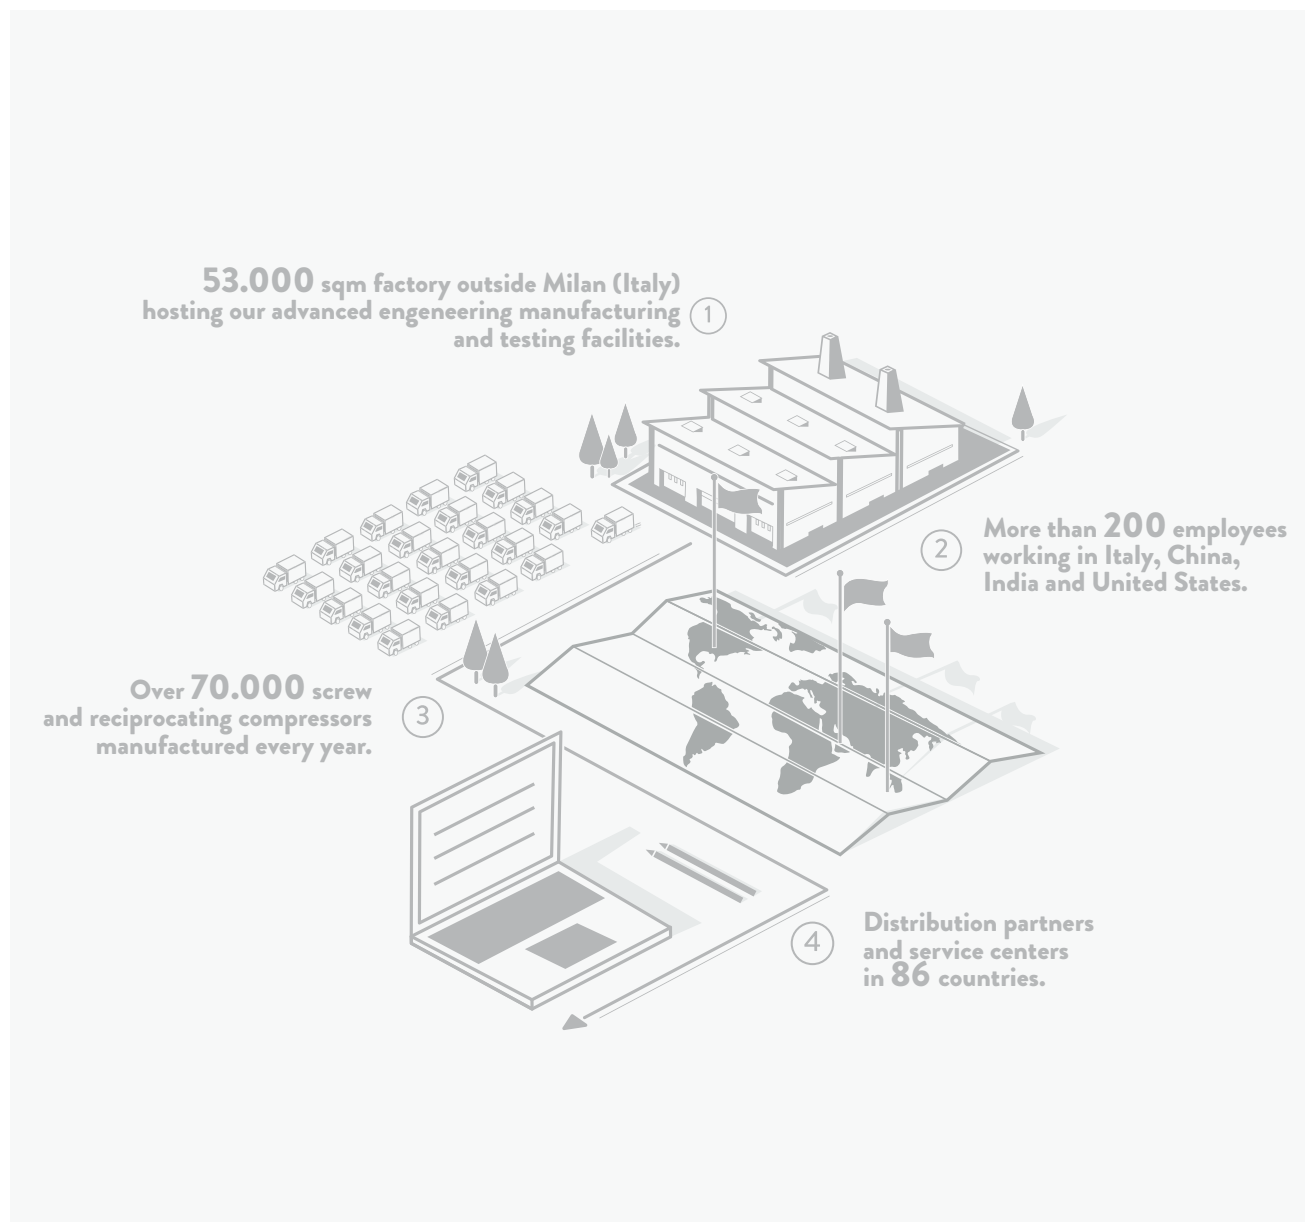 53.000 sqm factory outside Milan (Italy)
hosting our advanced engeneering manufacturing
and testing facilities.
1
More than 200 employees
working in Italy, China,
India and United States.
2
Over 70.000 screw
and reciprocating compressors
manufactured every year.
3
Distribution partners
and service centers
in 86 countries.
4